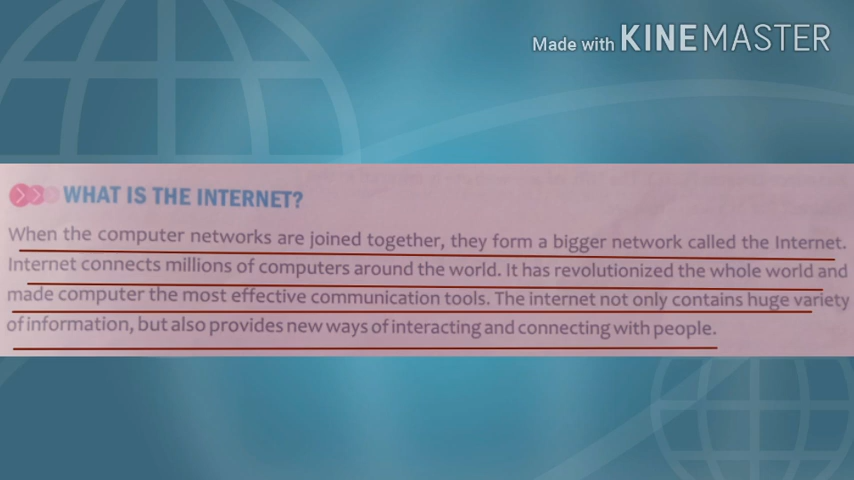 Made with KINEMASTER
WHAT IS THE INTERNET?
When the computer networks are joined together, they form a bigger network called the Internet.
Internet connects millions of computers around the world. It has revolutionized the whole world and
made computer the most effective communication tools. The internet not only contains huge variety
of information, but also provides new ways of interacting and connecting with people.